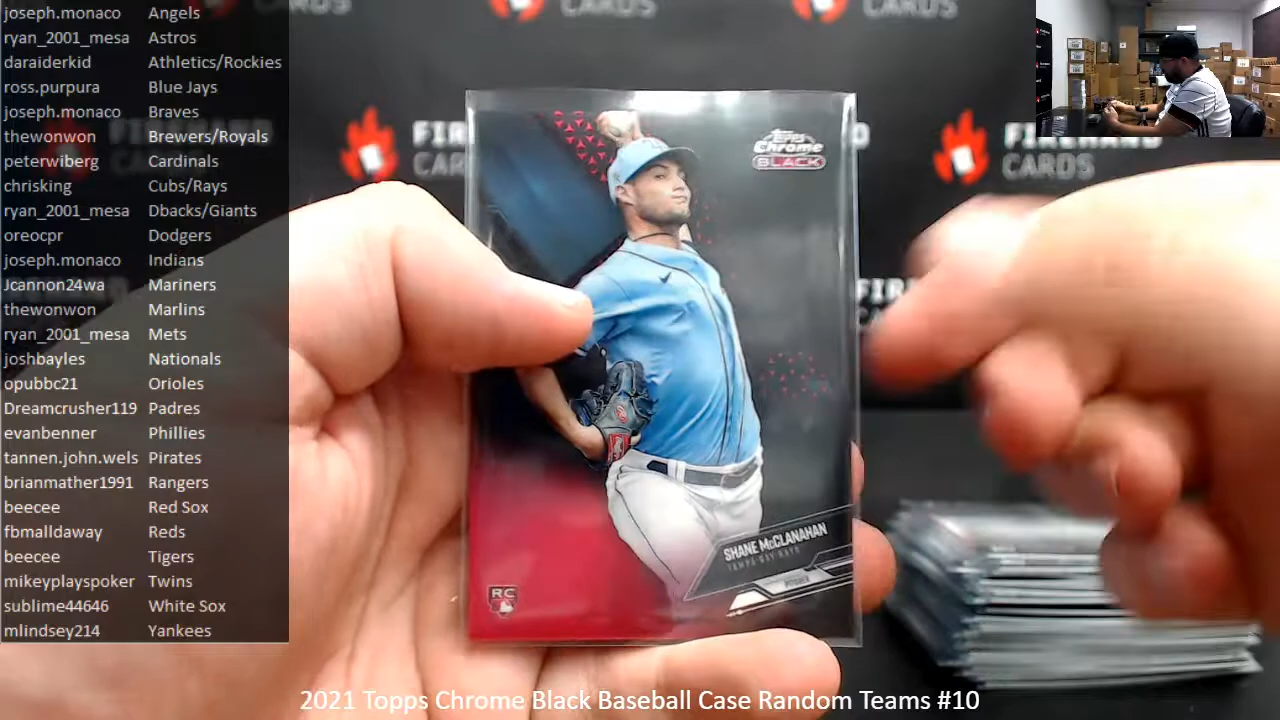 joseph.monaco Angels
ryan_2001_mesa Astros
daraiderkid Athletics/Rockies
ross.purpura Blue Jays
joseph.monaco Braves
thewonwon Brewers/Royals
peterwiberg Cardinals
chrisking Cubs/Rays
ryan_2001_mesa Dbacks/Giants
oreocpr Dodgers
joseph.monaco Indians
Jcannon24wa Mariners
thewonwon Marlins
ryan_2001_mesa Mets
joshbayles Nationals
opubbc21 Orioles
Dreamcrusher119 Padres
evanbenner Phillies
tannen.john.wels Pirates
brianmather1991 Rangers
beecee Red Sox
fbmalldaway Reds
beecee Tigers
mikeyplayspoker Twins
sublime44646 White Sox
mlindsey214 Yankees
CARDS
CARDS
CARDS
FIREHAND
CARDS
Topps
Chrome
BLACK
SHANE McCLANAHAN
TAMPA BAY RAYS
PITCHER
RC
2021 Topps Chrome Black Baseball Case Random Teams #10